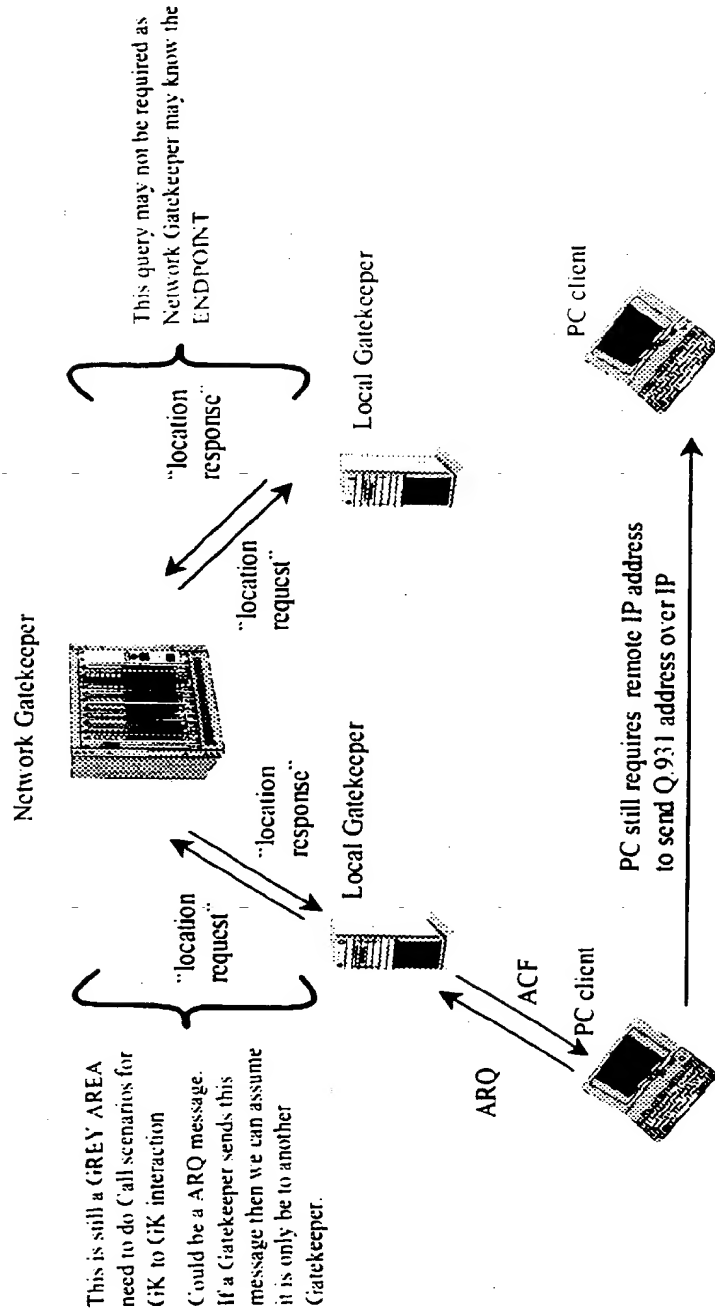 Network Gatekeeper
This is still a GREY AREA
need to do Call scenarios for
GK to GK interaction
Could be a ARQ message.
If a Gatekeeper sends this
message then we can assume
it is only be to another
Gatekeeper.
"location
request"
"location
response"
"location
response"
"location
request"
This query may not be required as
Network Gatekeeper may know the
ENDPOINT
Local Gatekeeper
Local Gatekeeper
ARQ
ACF
PC client
PC client
PC still requires remote IP address
to send Q.931 address over IP